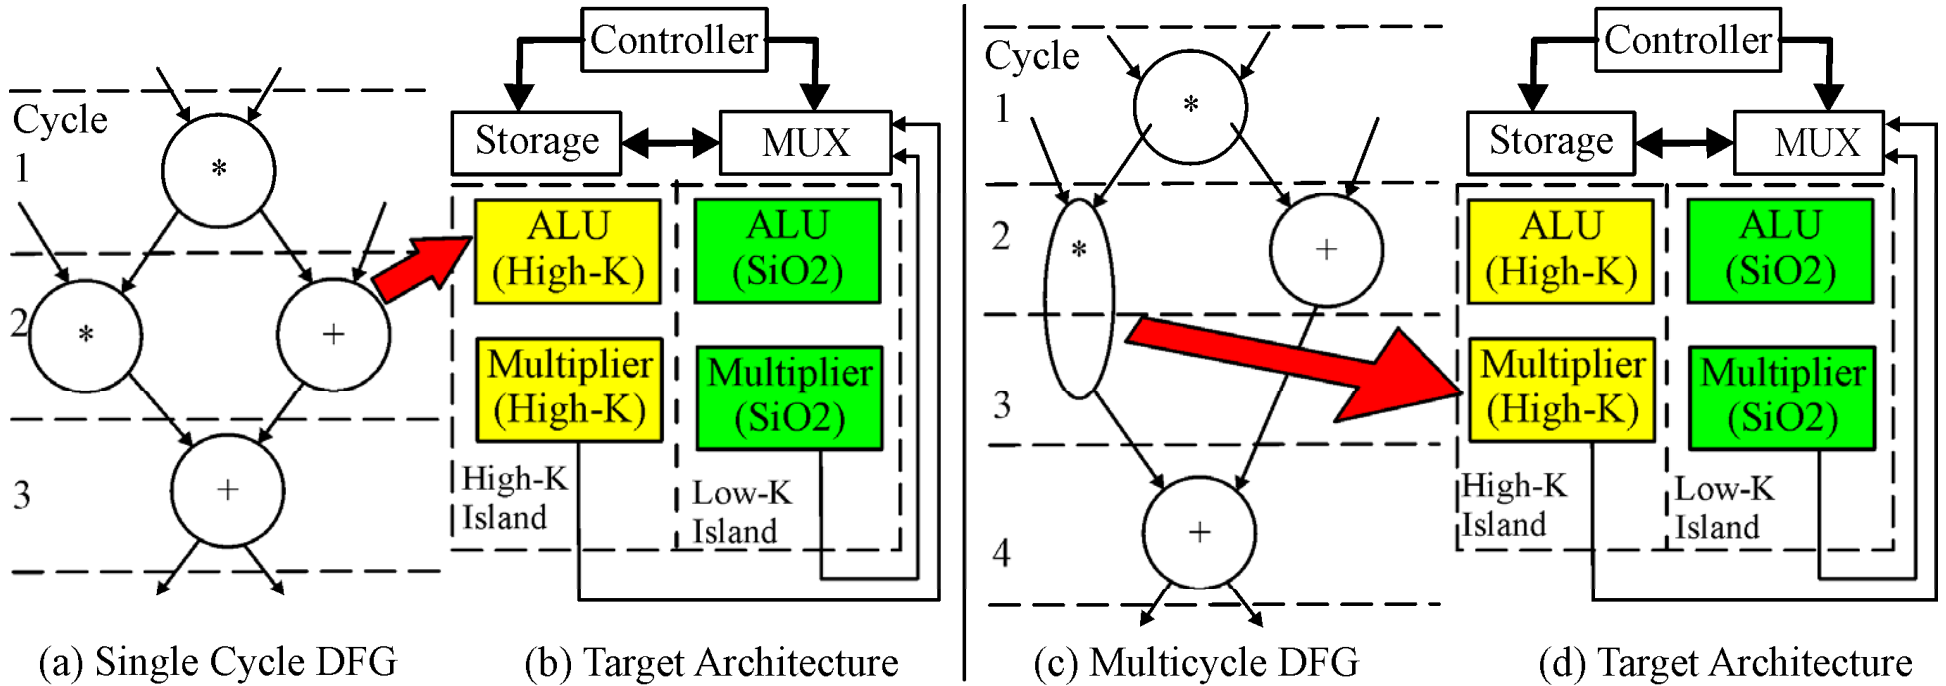 Cycle
1
*
2
*
+
3
+
Controller
Storage
MUX
ALU
(High-K)
ALU
(SiO2)
Multiplier
(High-K)
Multiplier
(SiO2)
High-K
Island
Low-K
Island
(a) Single Cycle DFG
(b) Target Architecture
Cycle
1
*
2
*
+
3
4
+
Controller
Storage
MUX
ALU
(High-K)
ALU
(SiO2)
Multiplier
(High-K)
Multiplier
(SiO2)
High-K
Island
Low-K
Island
(c) Multicycle DFG
(d) Target Architecture